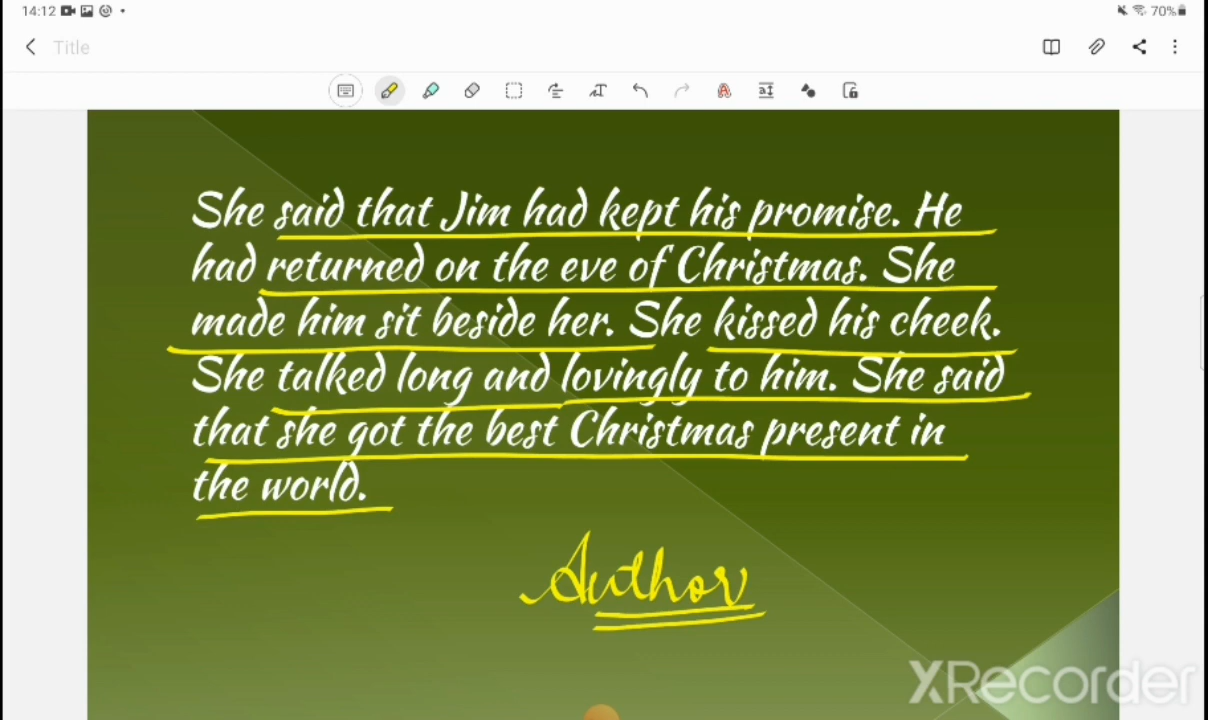 14:12
70%
Title
She said that Jim had kept his promise. He
had returned on the eve of Christmas. She
made him sit beside her. She kissed his cheek.
She talked long and lovingly to him. She said
that she got the best Christmas present in
the world.
Author
XRecorder